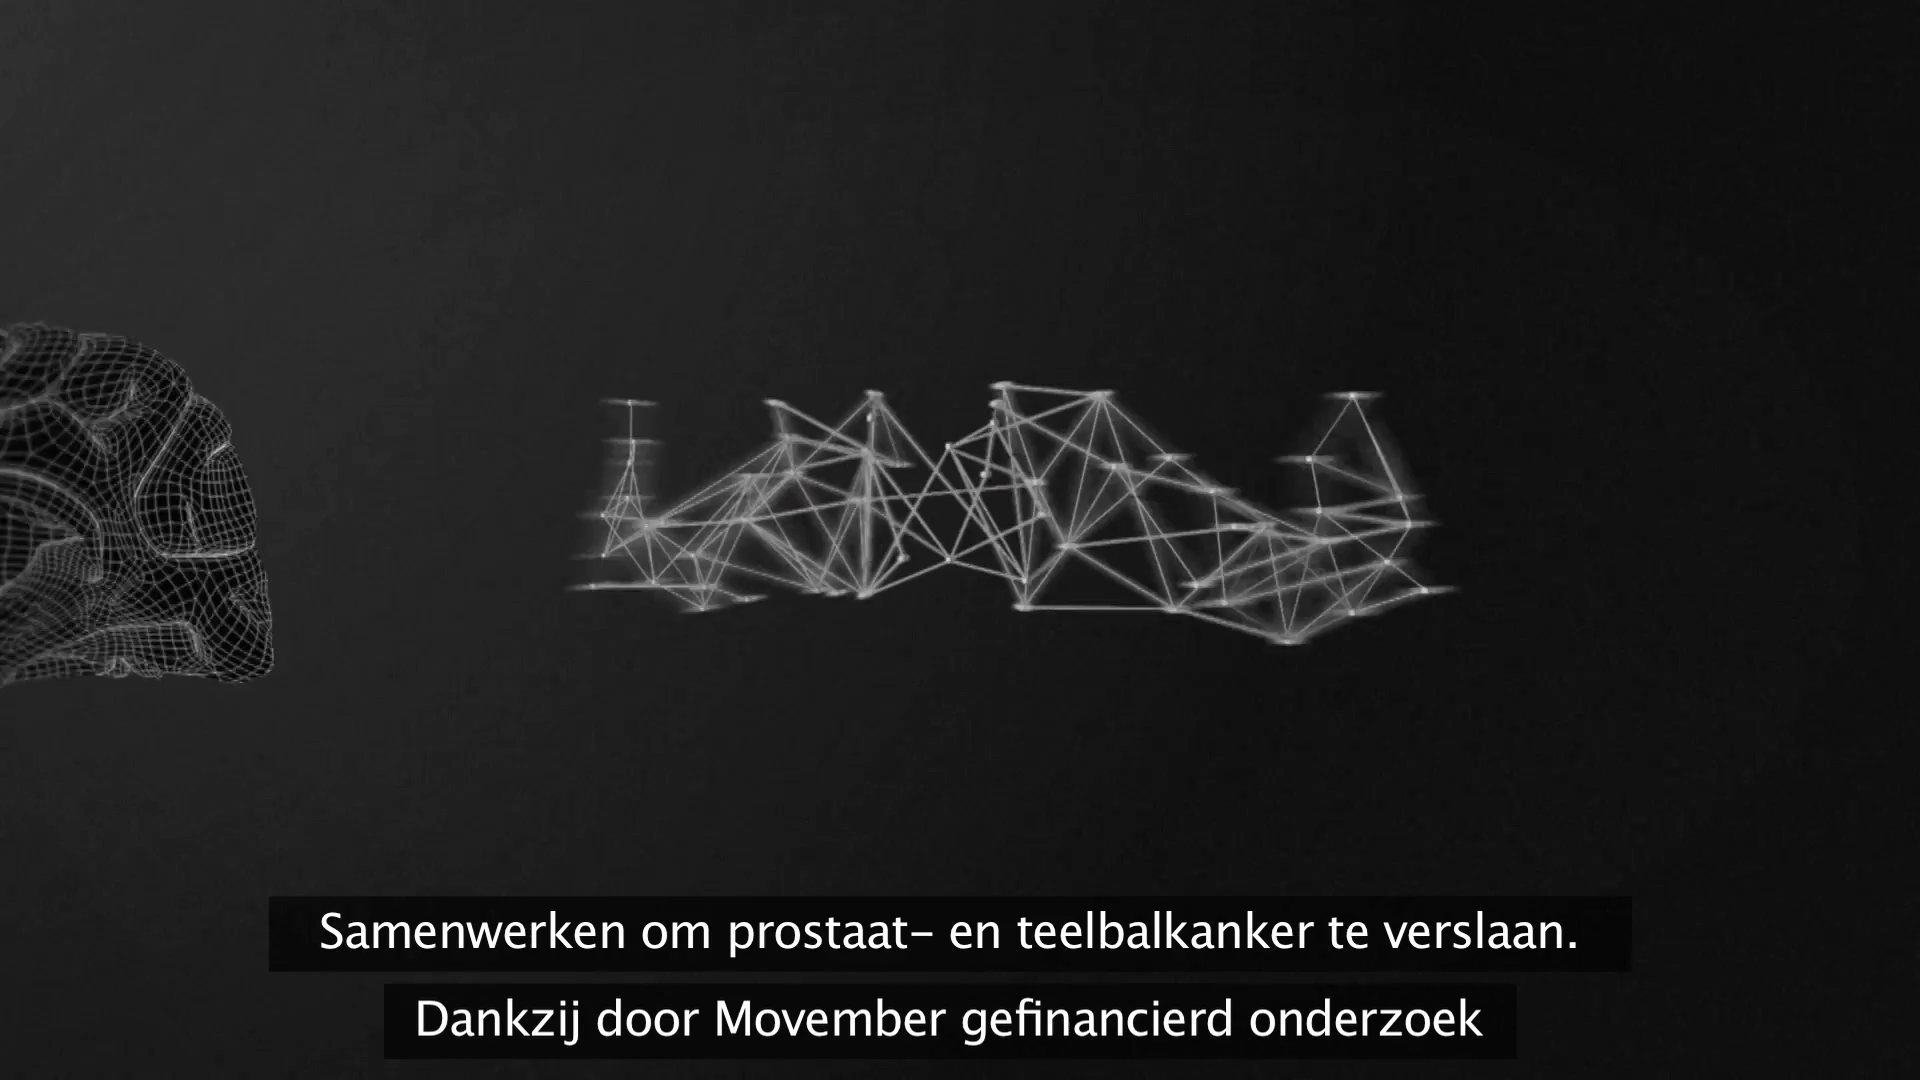 Samenwerken om prostaat- en teelbalkanker te verslaan.
Dankzij door Movember gefinancierd onderzoek